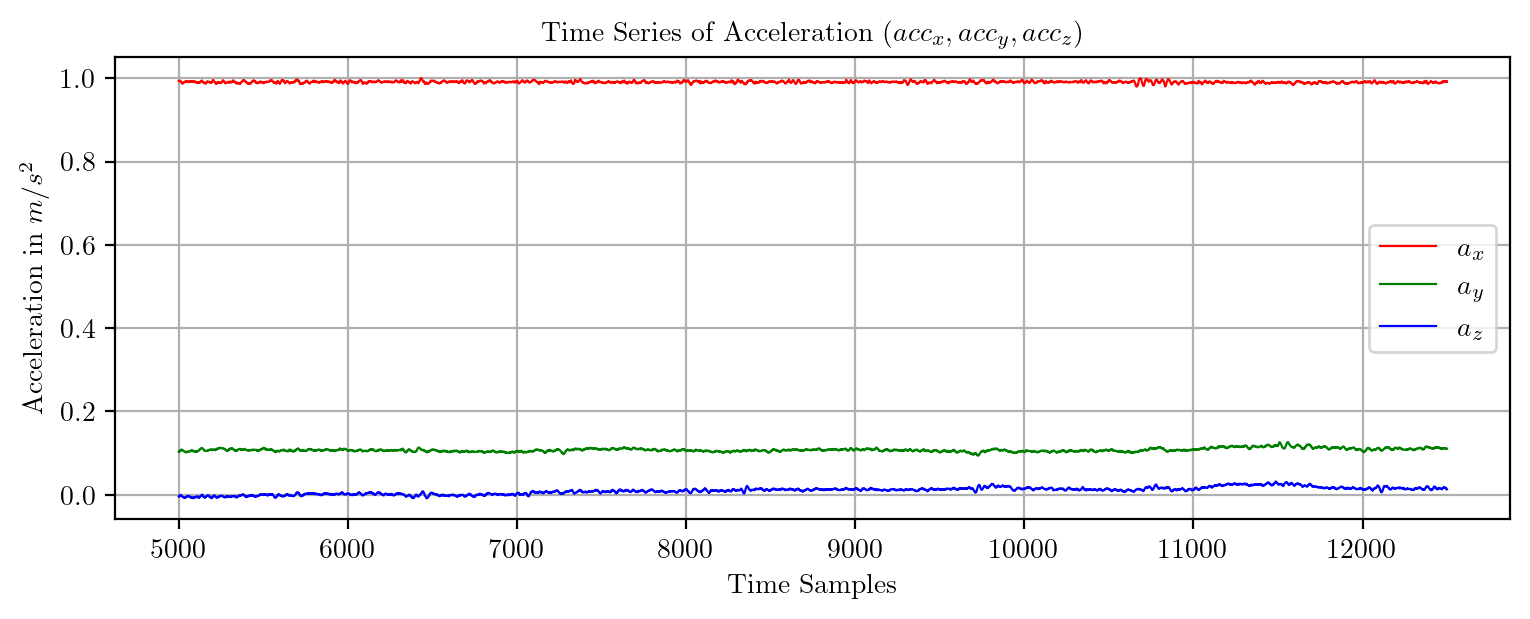 Time Series of Acceleration (acc_x, acc_y, acc_z)
Acceleration in m/s²
1.0
0.8
0.6
0.4
0.2
0.0
a_x
a_y
a_z
5000 6000 7000 8000 9000 10000 11000 12000
Time Samples